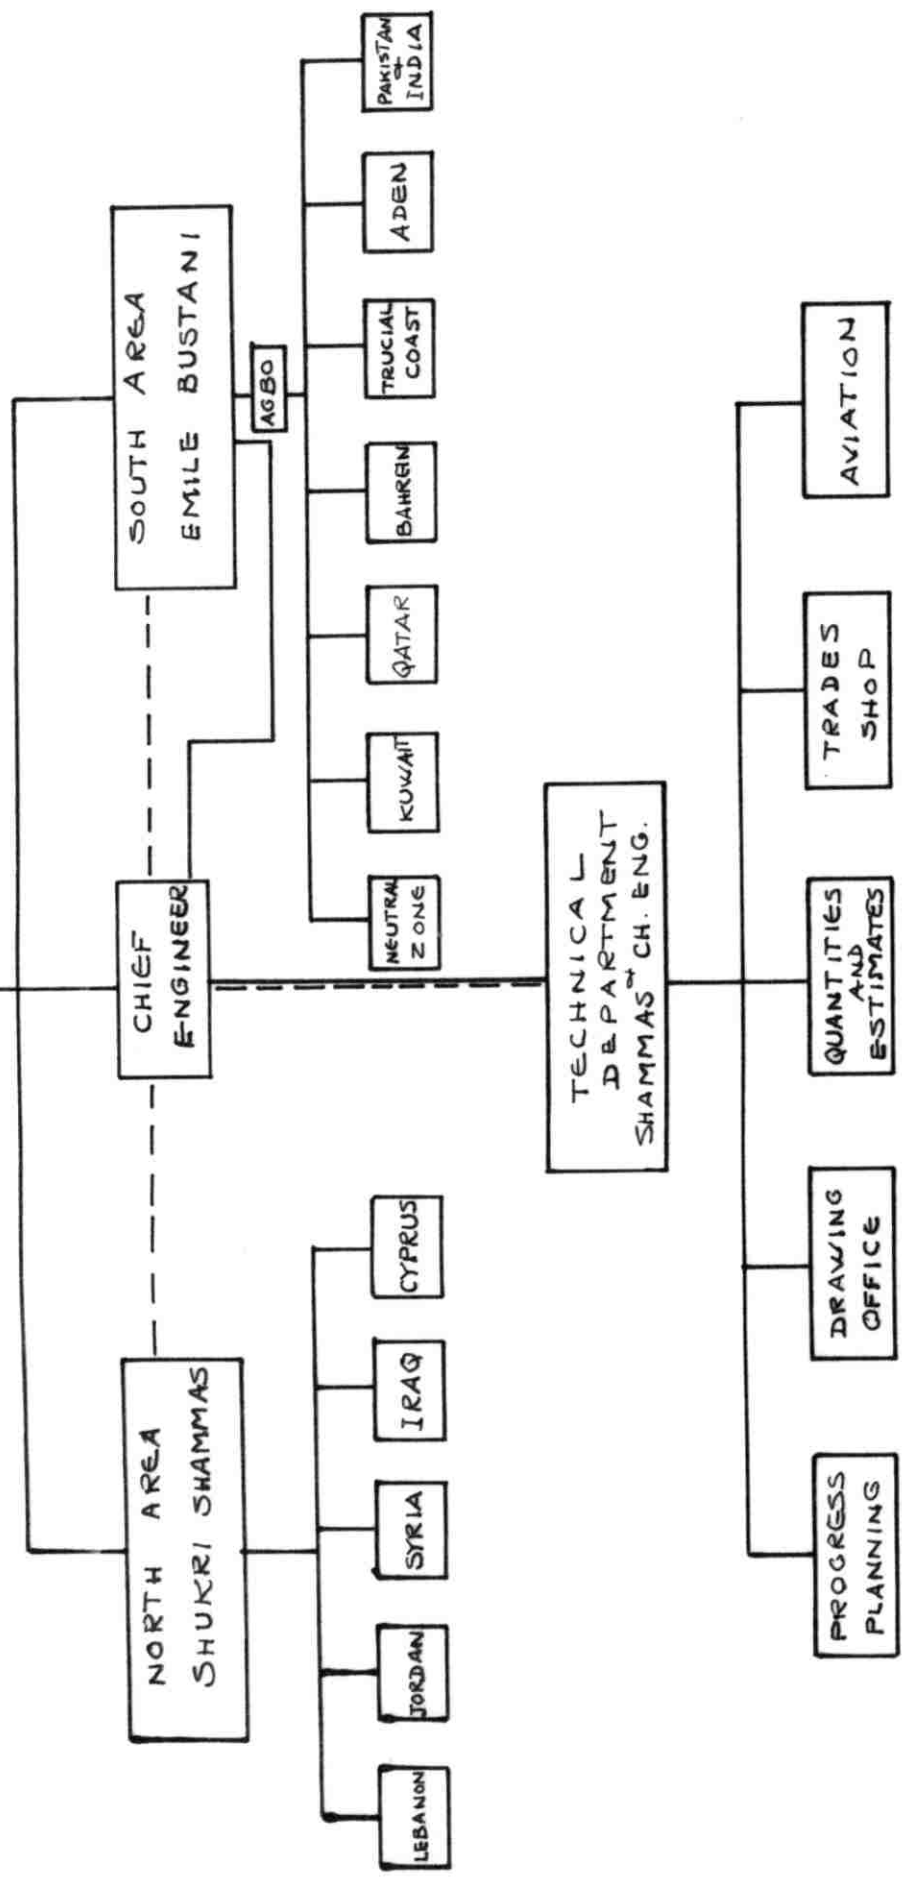 NORTH AREA
SHUKRI SHAMMAS
CHIEF
ENGINEER
SOUTH AREA
EMILE BUSTANI
AGBO
LEBANON
JORDAN
SYRIA
IRAQ
CYPRUS
NEUTRAL
ZONE
KUWAIT
QATAR
BAHREIN
TRUCIAL
COAST
ADEN
PAKISTAN
&
INDIA
TECHNICAL
DEPARTMENT
SHAMMAS & CH. ENG.
PROGRESS
PLANNING
DRAWING
OFFICE
QUANTITIES
AND
ESTIMATES
TRADES
SHOP
AVIATION